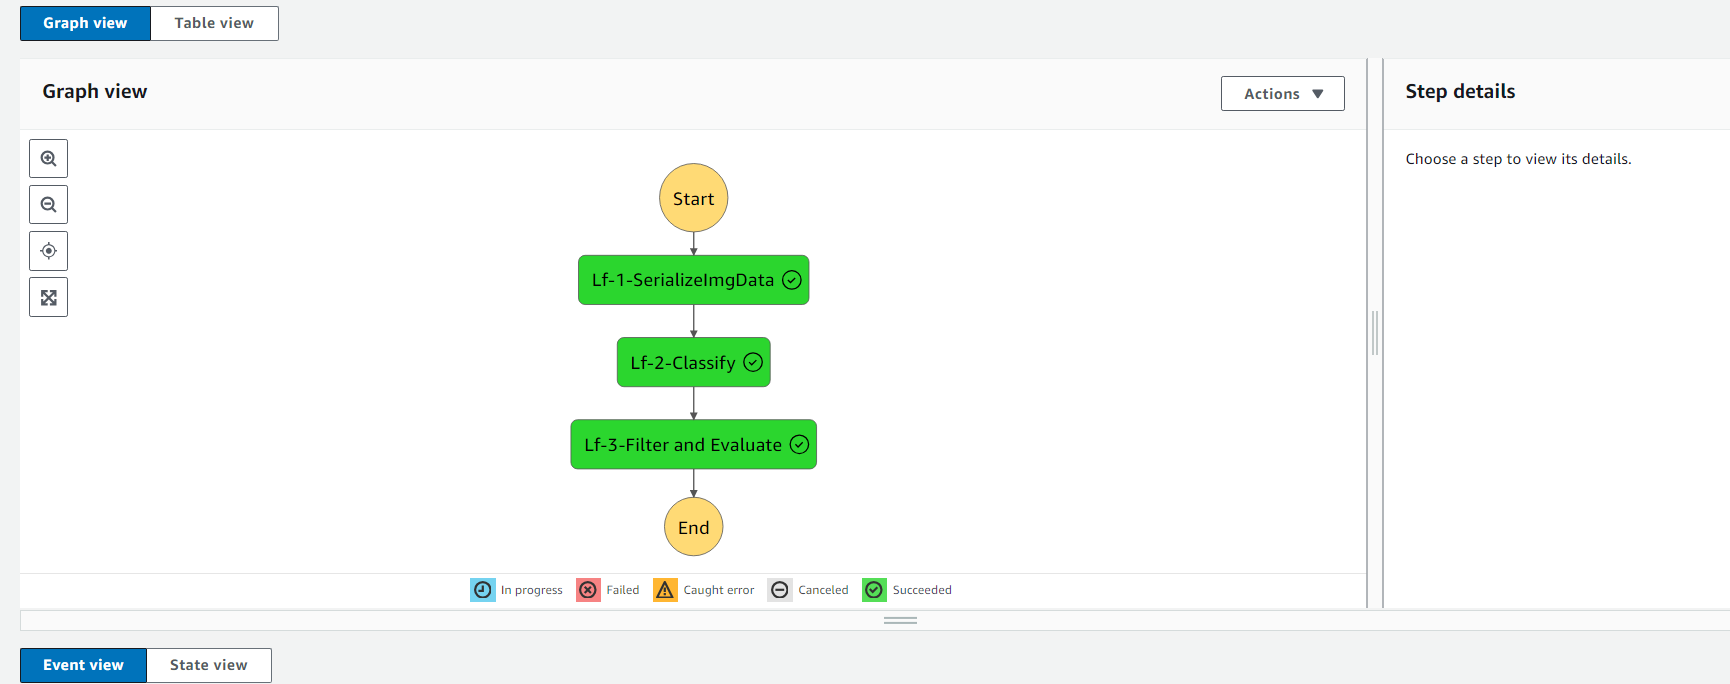 Graph view
Table view
Graph view
Actions
Step details
Choose a step to view its details.
Start
Lf-1-SerializeImgData
Lf-2-Classify
Lf-3-Filter and Evaluate
End
In progress
Failed
Caught error
Canceled
Succeeded
Event view
State view